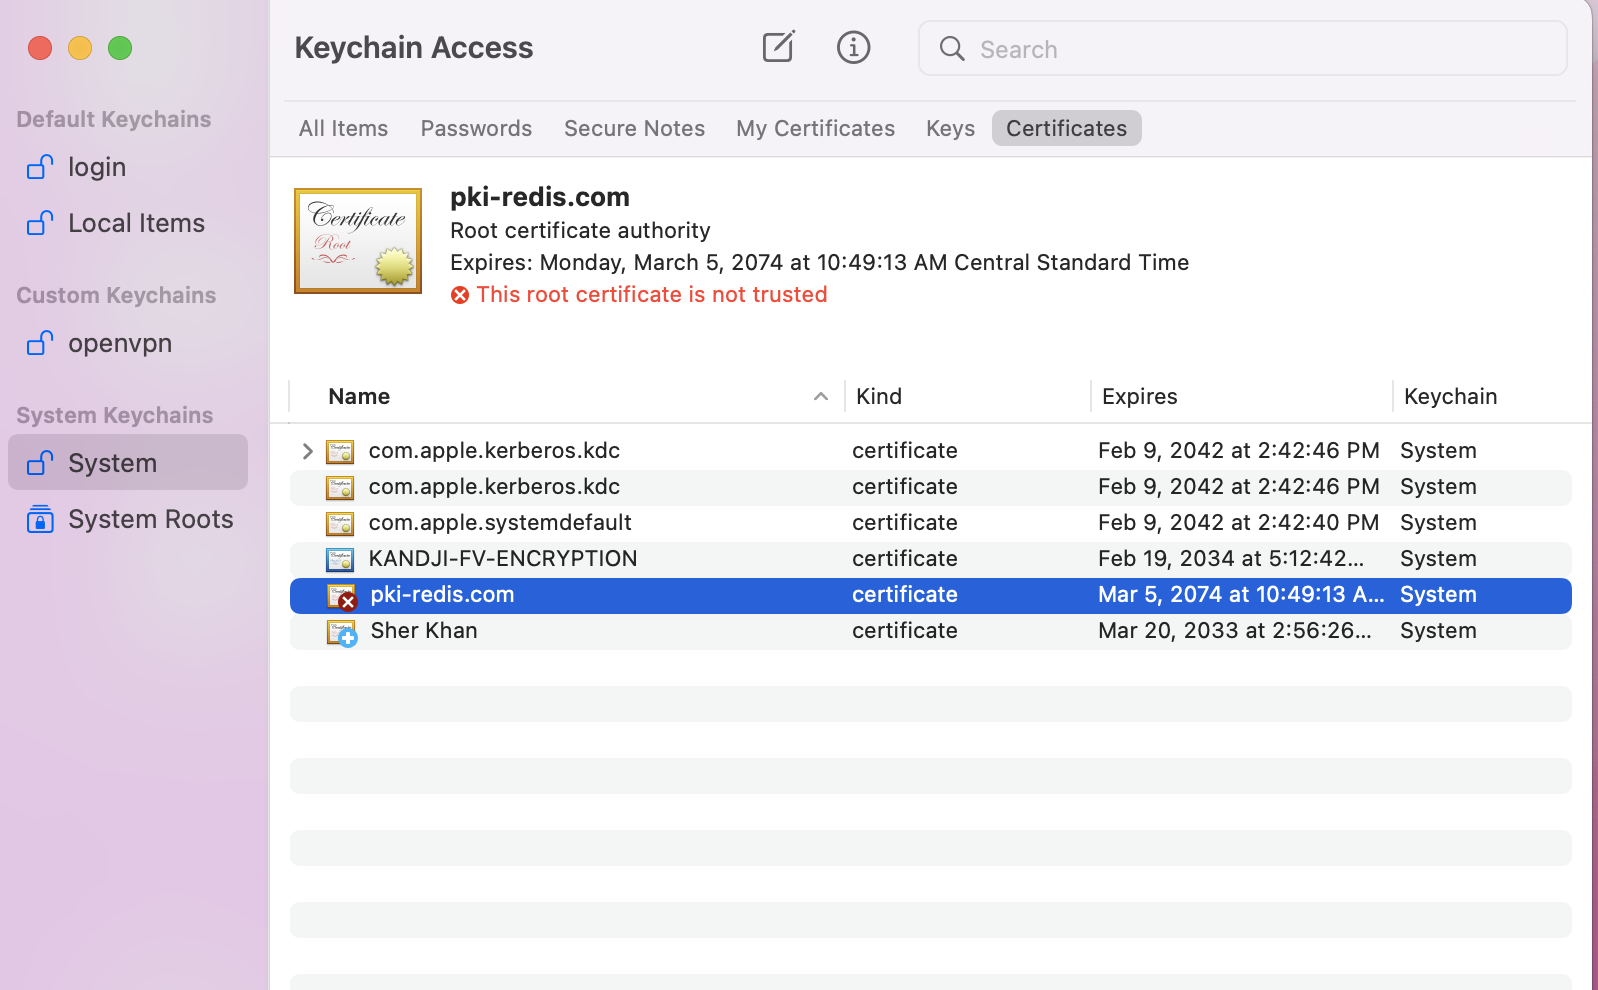 Keychain Access
Search
Default Keychains
login
Local Items
Custom Keychains
openvpn
System Keychains
System
System Roots
All Items Passwords Secure Notes My Certificates Keys Certificates
Certificate
Root
pki-redis.com
Root certificate authority
Expires: Monday, March 5, 2074 at 10:49:13 AM Central Standard Time
This root certificate is not trusted
Name Kind Expires Keychain
com.apple.kerberos.kdc certificate Feb 9, 2042 at 2:42:46 PM System
com.apple.kerberos.kdc certificate Feb 9, 2042 at 2:42:46 PM System
com.apple.systemdefault certificate Feb 9, 2042 at 2:42:40 PM System
KANDJI-FV-ENCRYPTION certificate Feb 19, 2034 at 5:12:42... System
pki-redis.com certificate Mar 5, 2074 at 10:49:13 A... System
Sher Khan certificate Mar 20, 2033 at 2:56:26... System